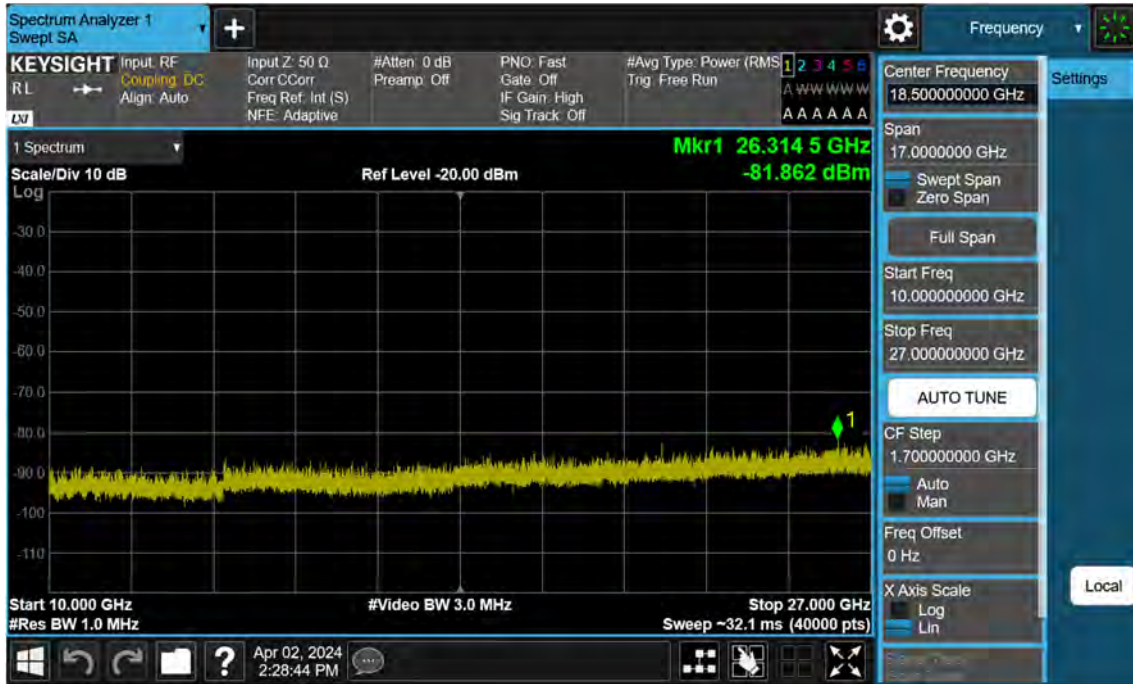 Spectrum Analyzer 1
Swept SA
Frequency
KEYSIGHT
RL
LXI
Input: RF
Coupling: DC
Align: Auto
Input Z: 50 Ω
Corr CCorr
Freq Ref: Int (S)
NFE: Adaptive
#Atten: 0 dB
Preamp: Off
PNO: Fast
Gate: Off
IF Gain: High
Sig Track: Off
#Avg Type: Power (RMS
Trig: Free Run
1 2 3 4 5 6
A W W W W W
A A A A A A
1 Spectrum
Scale/Div 10 dB
Ref Level -20.00 dBm
Mkr1 26.314 5 GHz
-81.862 dBm
Log
-30.0
-40.0
-50.0
-60.0
-70.0
-80.0
-90.0
-100
-110
1
Start 10.000 GHz
#Res BW 1.0 MHz
#Video BW 3.0 MHz
Stop 27.000 GHz
Sweep ~32.1 ms (40000 pts)
Center Frequency
18.500000000 GHz
Span
17.0000000 GHz
Swept Span
Zero Span
Full Span
Start Freq
10.000000000 GHz
Stop Freq
27.000000000 GHz
AUTO TUNE
CF Step
1.700000000 GHz
Auto
Man
Freq Offset
0 Hz
X Axis Scale
Log
Lin
Settings
Local
?
Apr 02, 2024
2:28:44 PM